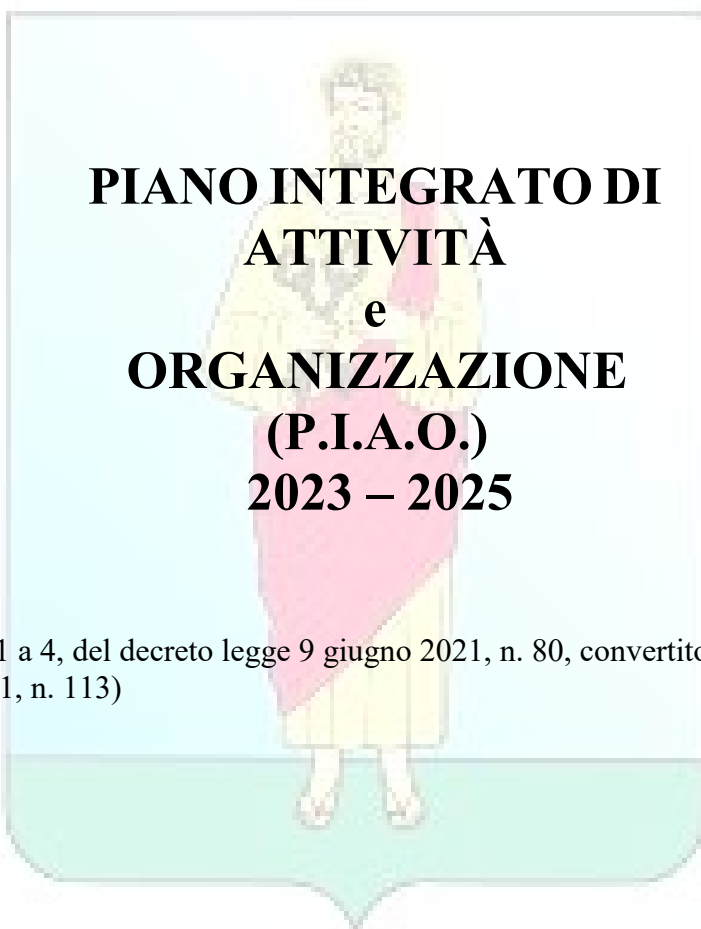 PIANO INTEGRATO DI
ATTIVITÀ
e
ORGANIZZAZIONE
(P.I.A.O.)
2023 – 2025
1 a 4, del decreto legge 9 giugno 2021, n. 80, convertito
1, n. 113)